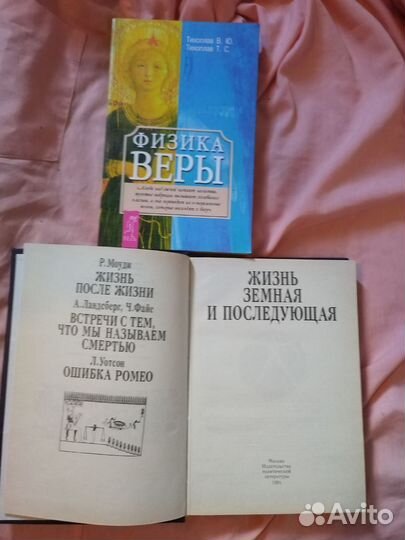 Тихоплав В. Ю.
Тихоплав Т. С.
ФИЗИКА
ВЕРЫ
Р. Моуди
ЖИЗНЬ
ПОСЛЕ ЖИЗНИ
А. Ландсберг, Ч. Файе
ВСТРЕЧИ С ТЕМ,
ЧТО МЫ НАЗЫВАЕМ
СМЕРТЬЮ
Л. Уотсон
ОШИБКА РОМЕО
ЖИЗНЬ
ЗЕМНАЯ
И ПОСЛЕДУЮЩАЯ
Москва
Издательство
политической
литературы
Avito